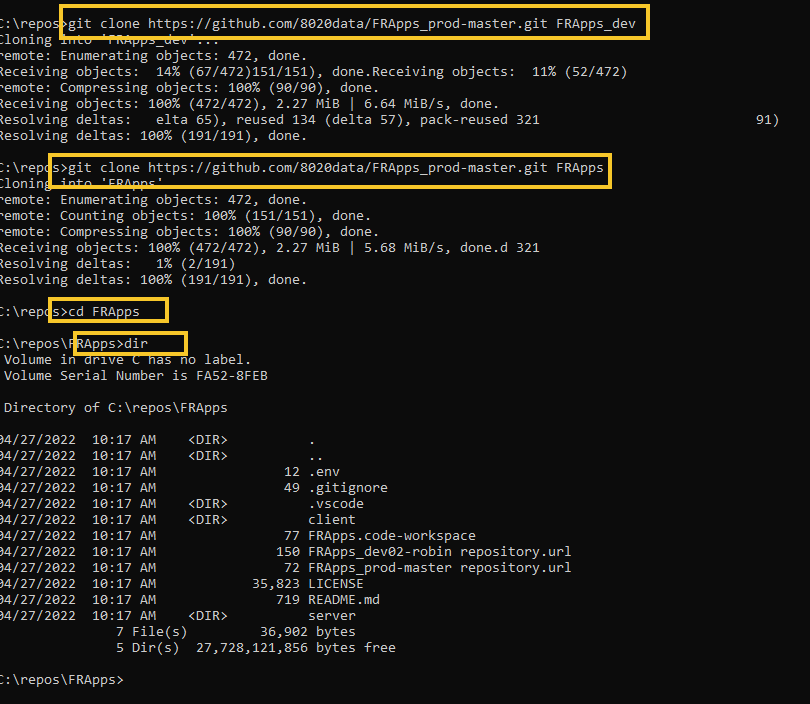 C:\repos>git clone https://github.com/8020data/FRApps_prod-master.git FRApps_dev
Cloning into 'FRApps_dev'...
remote: Enumerating objects: 472, done.
Receiving objects:  14% (67/472)151/151), done.Receiving objects:  11% (52/472)
remote: Compressing objects: 100% (90/90), done.
Receiving objects: 100% (472/472), 2.27 MiB | 6.64 MiB/s, done.
Resolving deltas:   elta 65), reused 134 (delta 57), pack-reused 321                           91)
Resolving deltas: 100% (191/191), done.
C:\repos>git clone https://github.com/8020data/FRApps_prod-master.git FRApps
Cloning into 'FRApps'
remote: Enumerating objects: 472, done.
remote: Counting objects: 100% (151/151), done.
remote: Compressing objects: 100% (90/90), done.
Receiving objects: 100% (472/472), 2.27 MiB | 5.68 MiB/s, done.d 321
Resolving deltas:   1% (2/191)
Resolving deltas: 100% (191/191), done.
C:\repos>cd FRApps
C:\repos\FRApps>dir
Volume in drive C has no label.
Volume Serial Number is FA52-8FEB
Directory of C:\repos\FRApps
04/27/2022  10:17 AM    <DIR>          .
04/27/2022  10:17 AM    <DIR>          ..
04/27/2022  10:17 AM                12 .env
04/27/2022  10:17 AM                49 .gitignore
04/27/2022  10:17 AM    <DIR>          .vscode
04/27/2022  10:17 AM    <DIR>          client
04/27/2022  10:17 AM                77 FRApps.code-workspace
04/27/2022  10:17 AM               150 FRApps_dev02-robin repository.url
04/27/2022  10:17 AM                72 FRApps_prod-master repository.url
04/27/2022  10:17 AM            35,823 LICENSE
04/27/2022  10:17 AM               719 README.md
04/27/2022  10:17 AM    <DIR>          server
7 File(s)         36,902 bytes
5 Dir(s)  27,728,121,856 bytes free
C:\repos\FRApps>